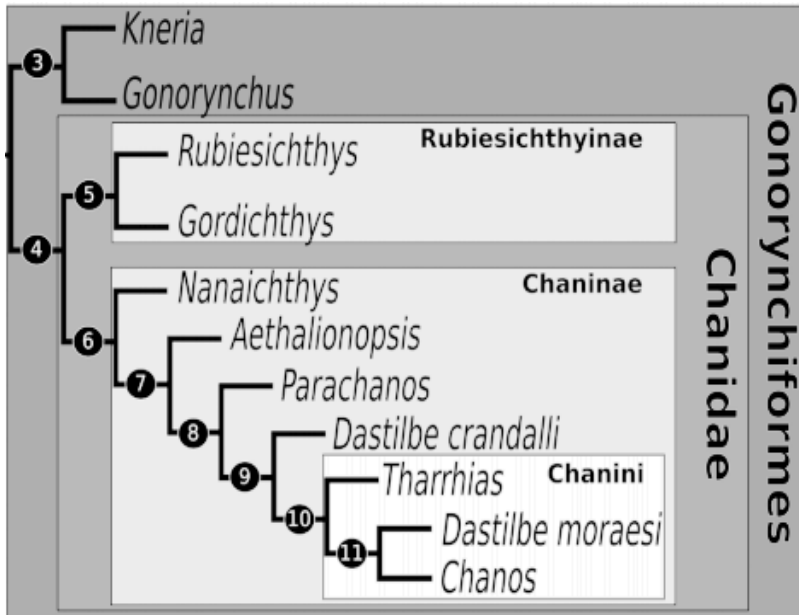 Kneria
3
Gonorynchus
Rubiesichthyinae
Rubiesichthys
5
Gordichthys
4
Chaninae
Nanaichthys
6
Aethalionopsis
7
Parachanos
8
Dastilbe crandalli
9
Chanini
Tharrhias
10
Dastilbe moraesi
11
Chanos
Chanidae
Gonorynchiformes